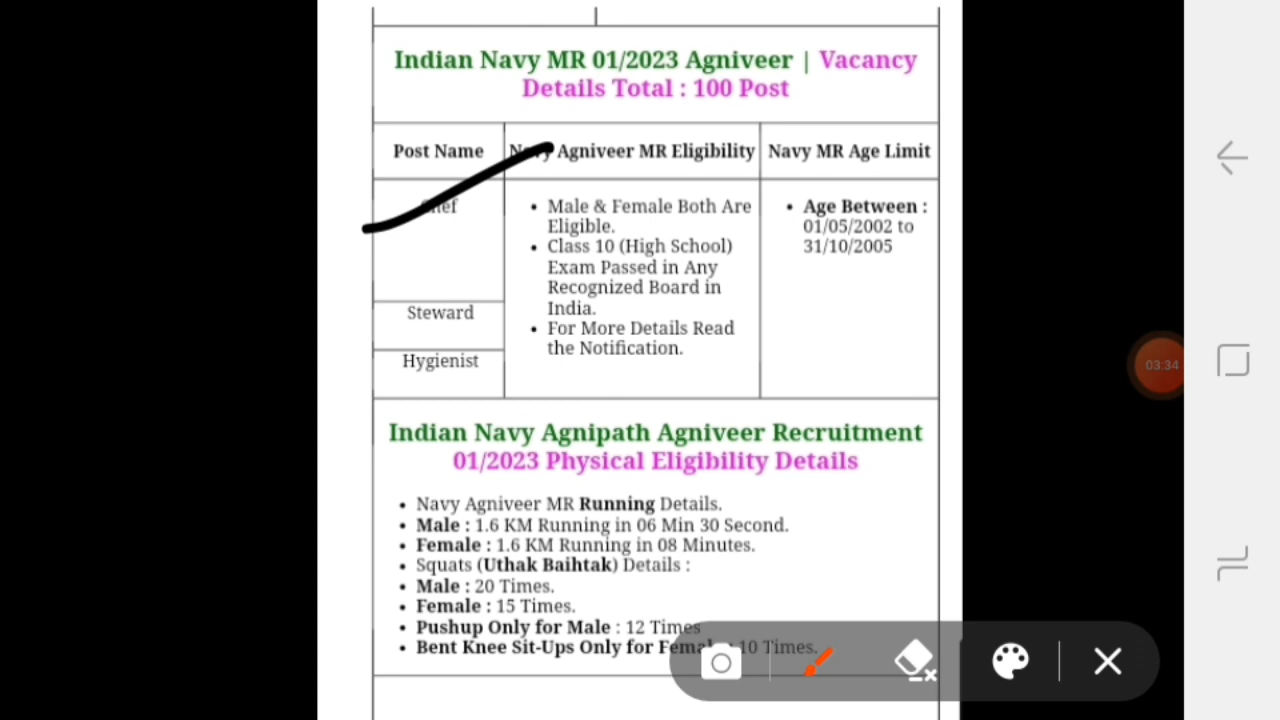 Indian Navy MR 01/2023 Agniveer | Vacancy
Details Total : 100 Post
Post Name
Navy Agniveer MR Eligibility
Navy MR Age Limit
Chef
Steward
Hygienist
• Male & Female Both Are
Eligible.
• Class 10 (High School)
Exam Passed in Any
Recognized Board in
India.
• For More Details Read
the Notification.
• Age Between :
01/05/2002 to
31/10/2005
Indian Navy Agnipath Agniveer Recruitment
01/2023 Physical Eligibility Details
• Navy Agniveer MR Running Details.
• Male : 1.6 KM Running in 06 Min 30 Second.
• Female : 1.6 KM Running in 08 Minutes.
• Squats (Uthak Baihtak) Details :
• Male : 20 Times.
• Female : 15 Times.
• Pushup Only for Male : 12 Times
• Bent Knee Sit-Ups Only for Female : 10 Times.
03:34